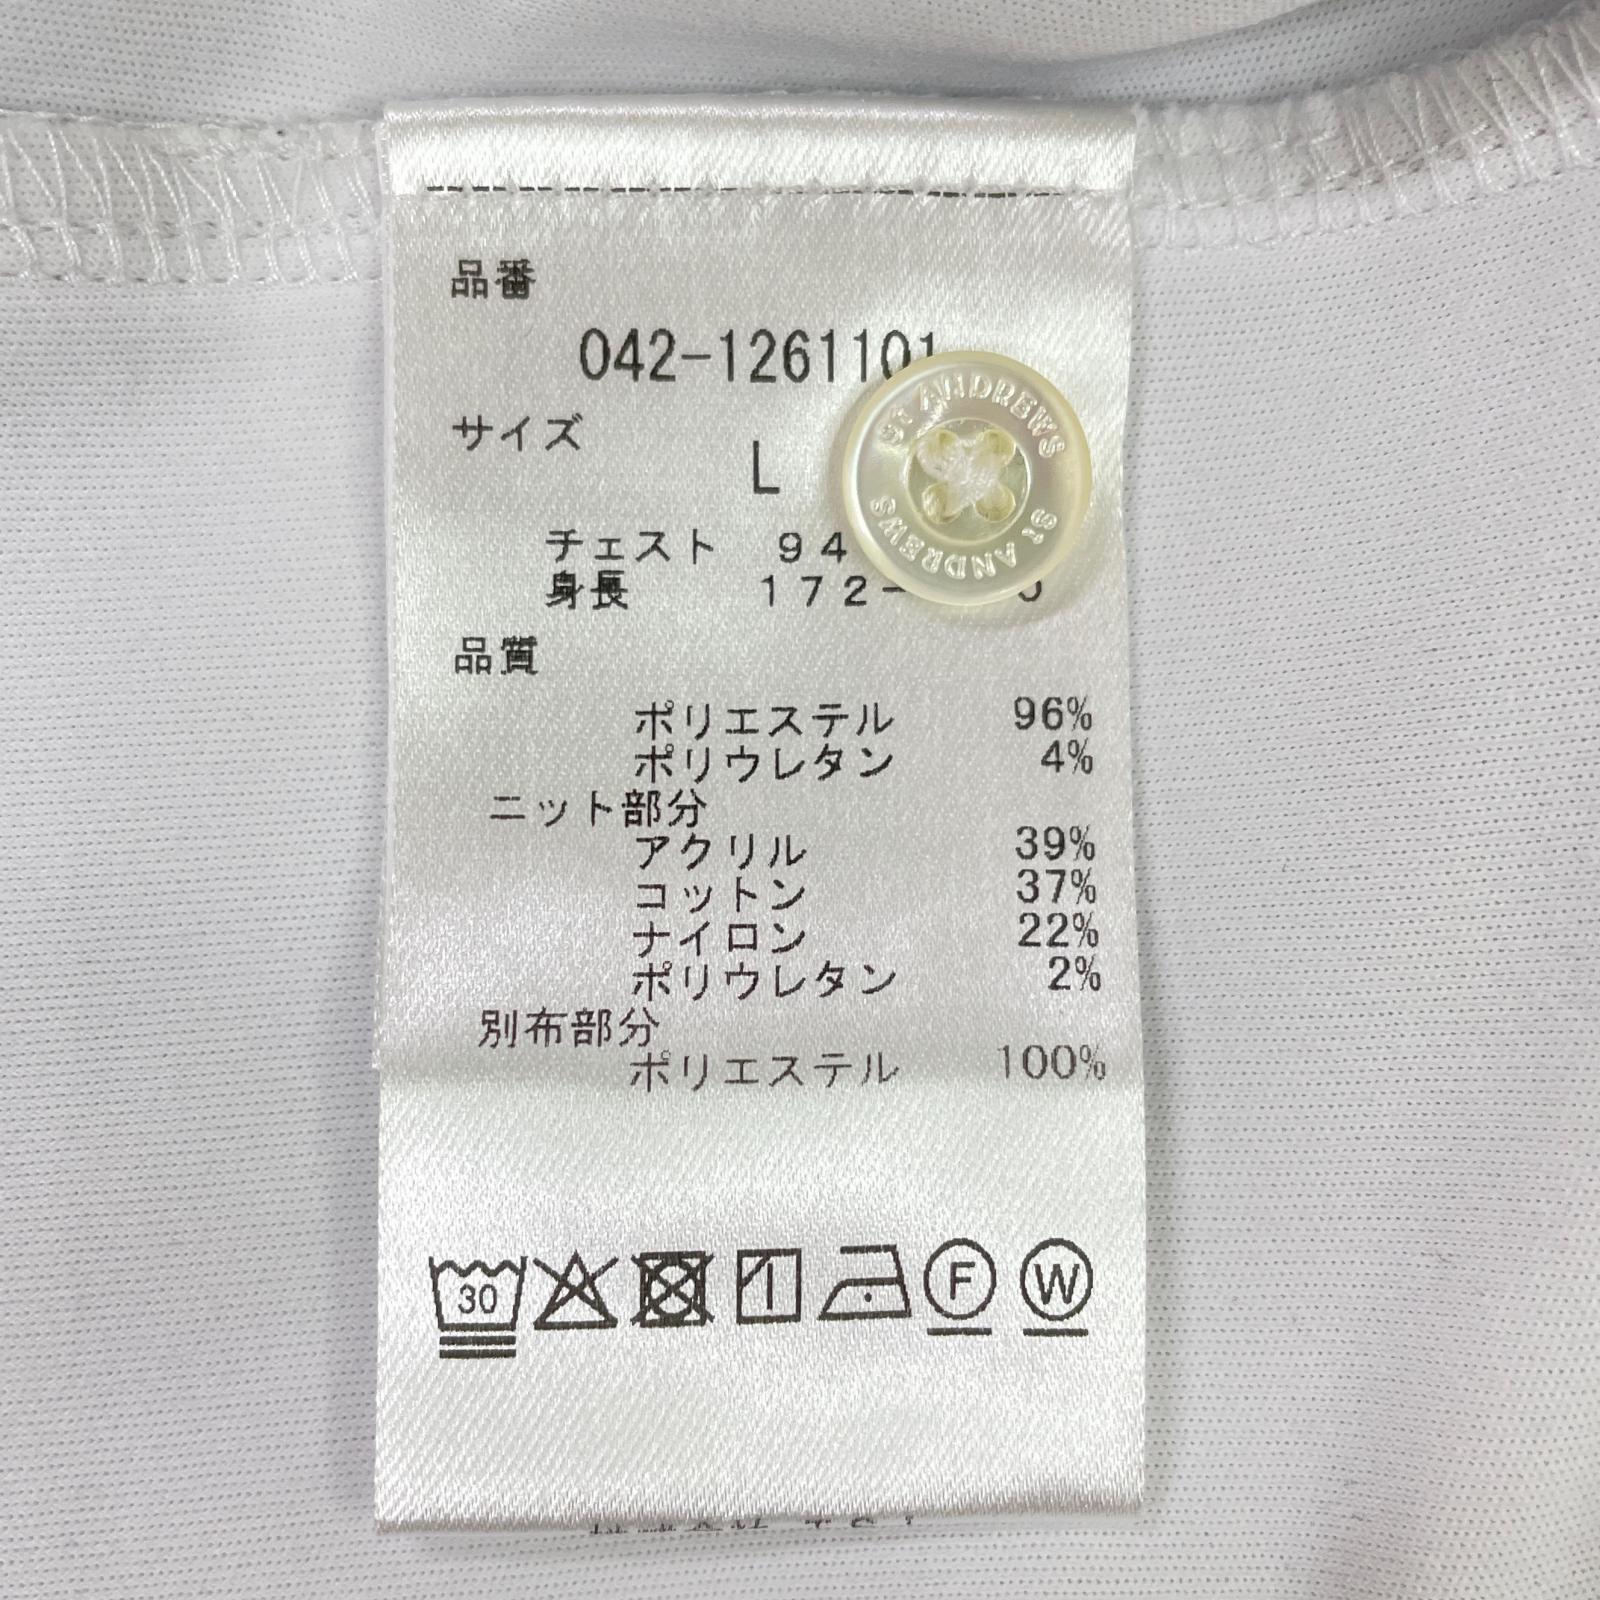 品番
042-1261101
サイズ
L
チェスト 94
身長 172-
品質
ポリエステル 96%
ポリウレタン 4%
ニット部分
アクリル 39%
コットン 37%
ナイロン 22%
ポリウレタン 2%
別布部分
ポリエステル 100%
30 F W
ST ANDREWS
ST ANDREWS